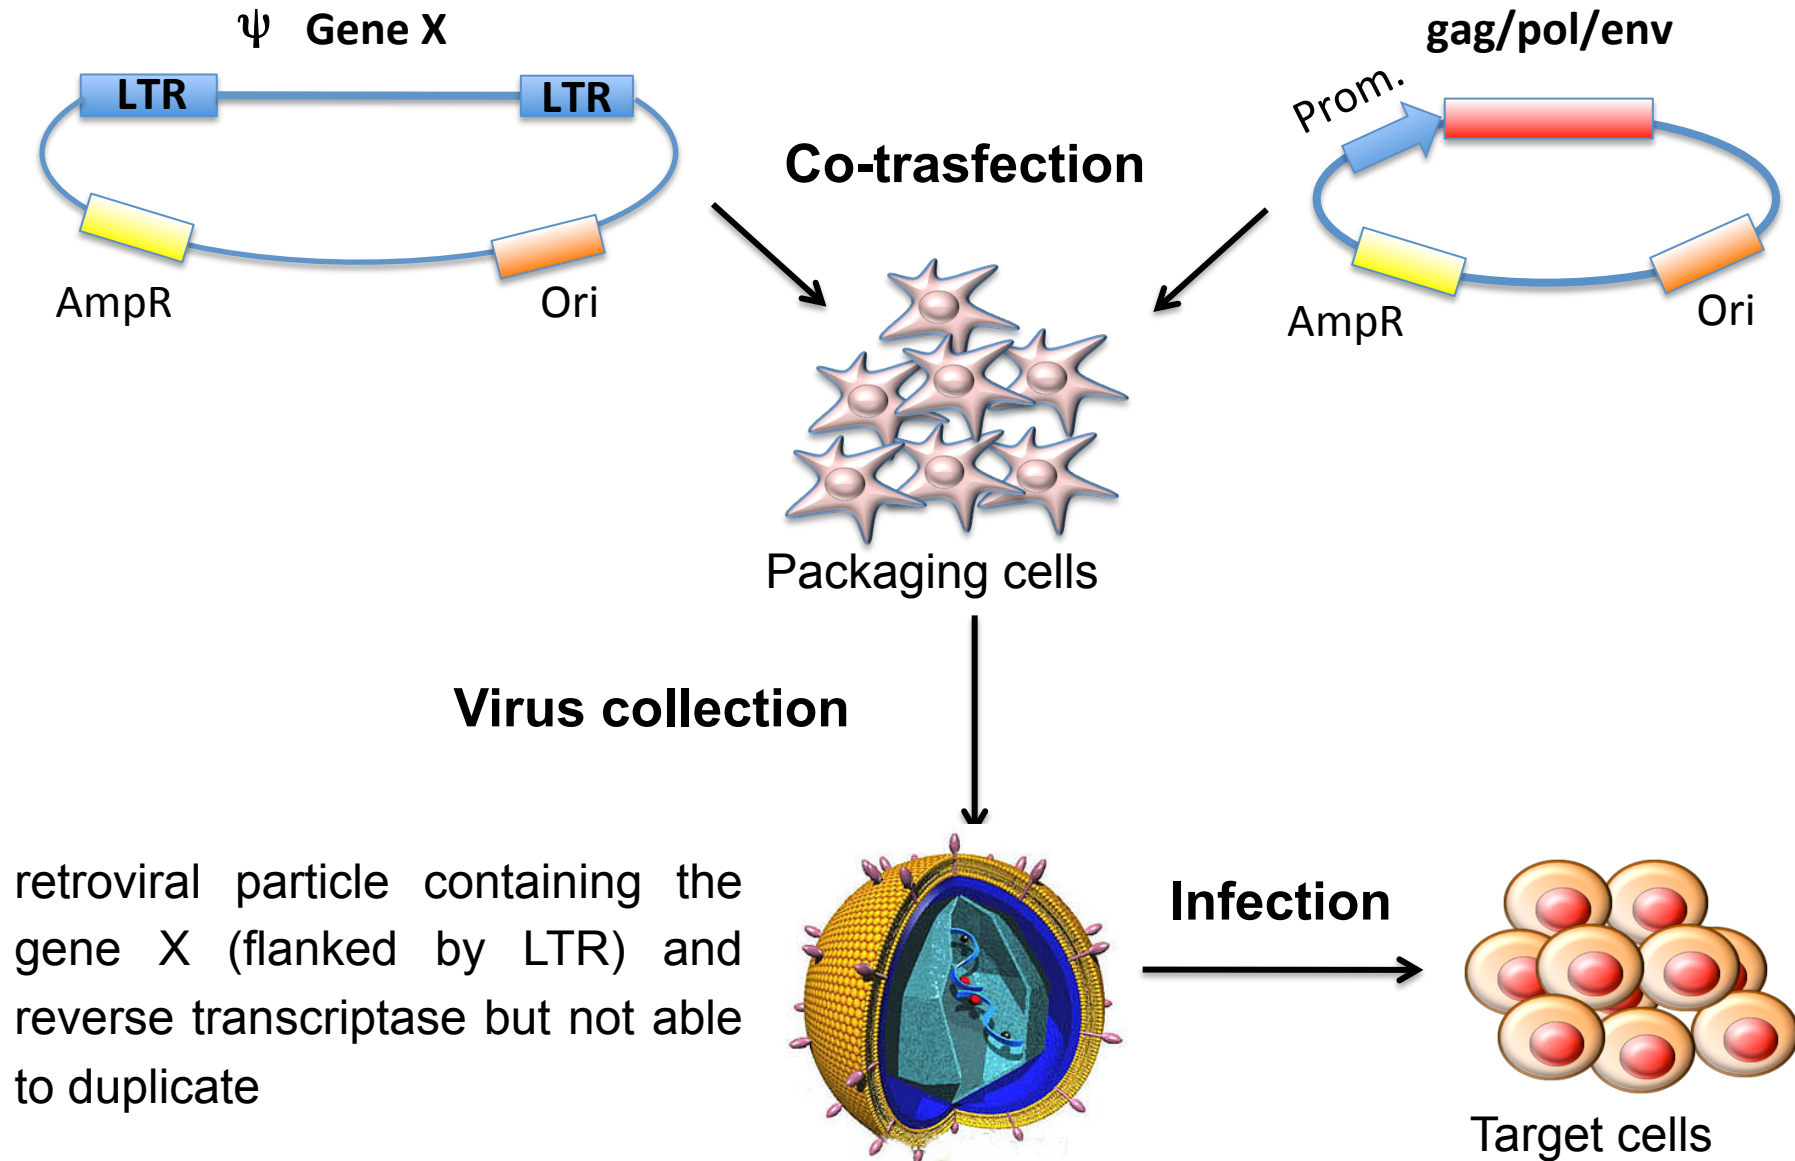 ψ Gene X
LTR
LTR
AmpR
Ori
gag/pol/env
Prom.
AmpR
Ori
Co-trasfection
Packaging cells
Virus collection
retroviral particle containing the
gene X (flanked by LTR) and
reverse transcriptase but not able
to duplicate
Infection
Target cells